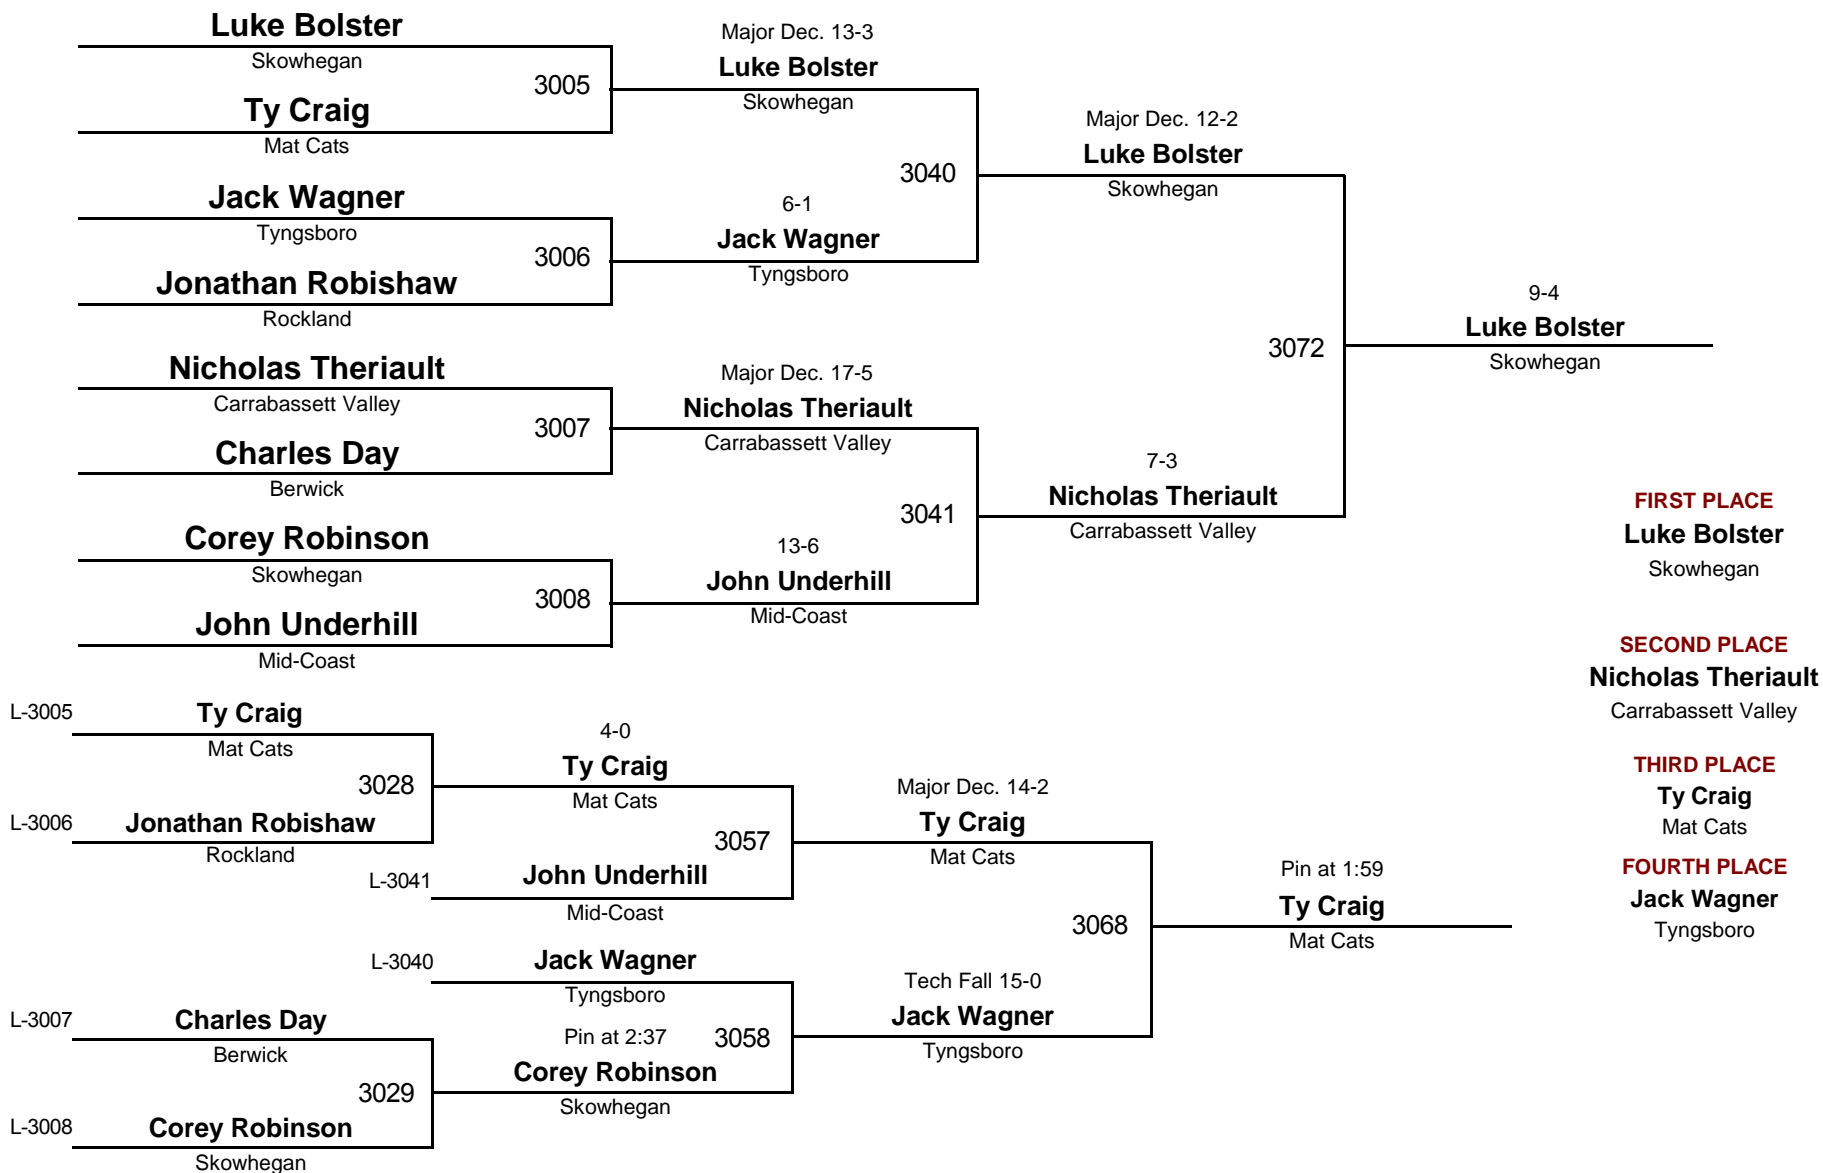 Luke Bolster
Skowhegan
3005
Ty Craig
Mat Cats
Major Dec. 13-3
Luke Bolster
Skowhegan
Jack Wagner
Tyngsboro
3006
Jonathan Robishaw
Rockland
6-1
Jack Wagner
Tyngsboro
3040
Major Dec. 12-2
Luke Bolster
Skowhegan
Nicholas Theriault
Carrabassett Valley
3007
Charles Day
Berwick
Major Dec. 17-5
Nicholas Theriault
Carrabassett Valley
Corey Robinson
Skowhegan
3008
John Underhill
Mid-Coast
13-6
John Underhill
Mid-Coast
3041
7-3
Nicholas Theriault
Carrabassett Valley
3072
9-4
Luke Bolster
Skowhegan
FIRST PLACE
Luke Bolster
Skowhegan
SECOND PLACE
Nicholas Theriault
Carrabassett Valley
THIRD PLACE
Ty Craig
Mat Cats
FOURTH PLACE
Jack Wagner
Tyngsboro
L-3005
Ty Craig
Mat Cats
3028
L-3006
Jonathan Robishaw
Rockland
4-0
Ty Craig
Mat Cats
3057
L-3041
John Underhill
Mid-Coast
Major Dec. 14-2
Ty Craig
Mat Cats
L-3040
Jack Wagner
Tyngsboro
L-3007
Charles Day
Berwick
3029
L-3008
Corey Robinson
Skowhegan
Pin at 2:37
Corey Robinson
Skowhegan
3058
Tech Fall 15-0
Jack Wagner
Tyngsboro
3068
Pin at 1:59
Ty Craig
Mat Cats